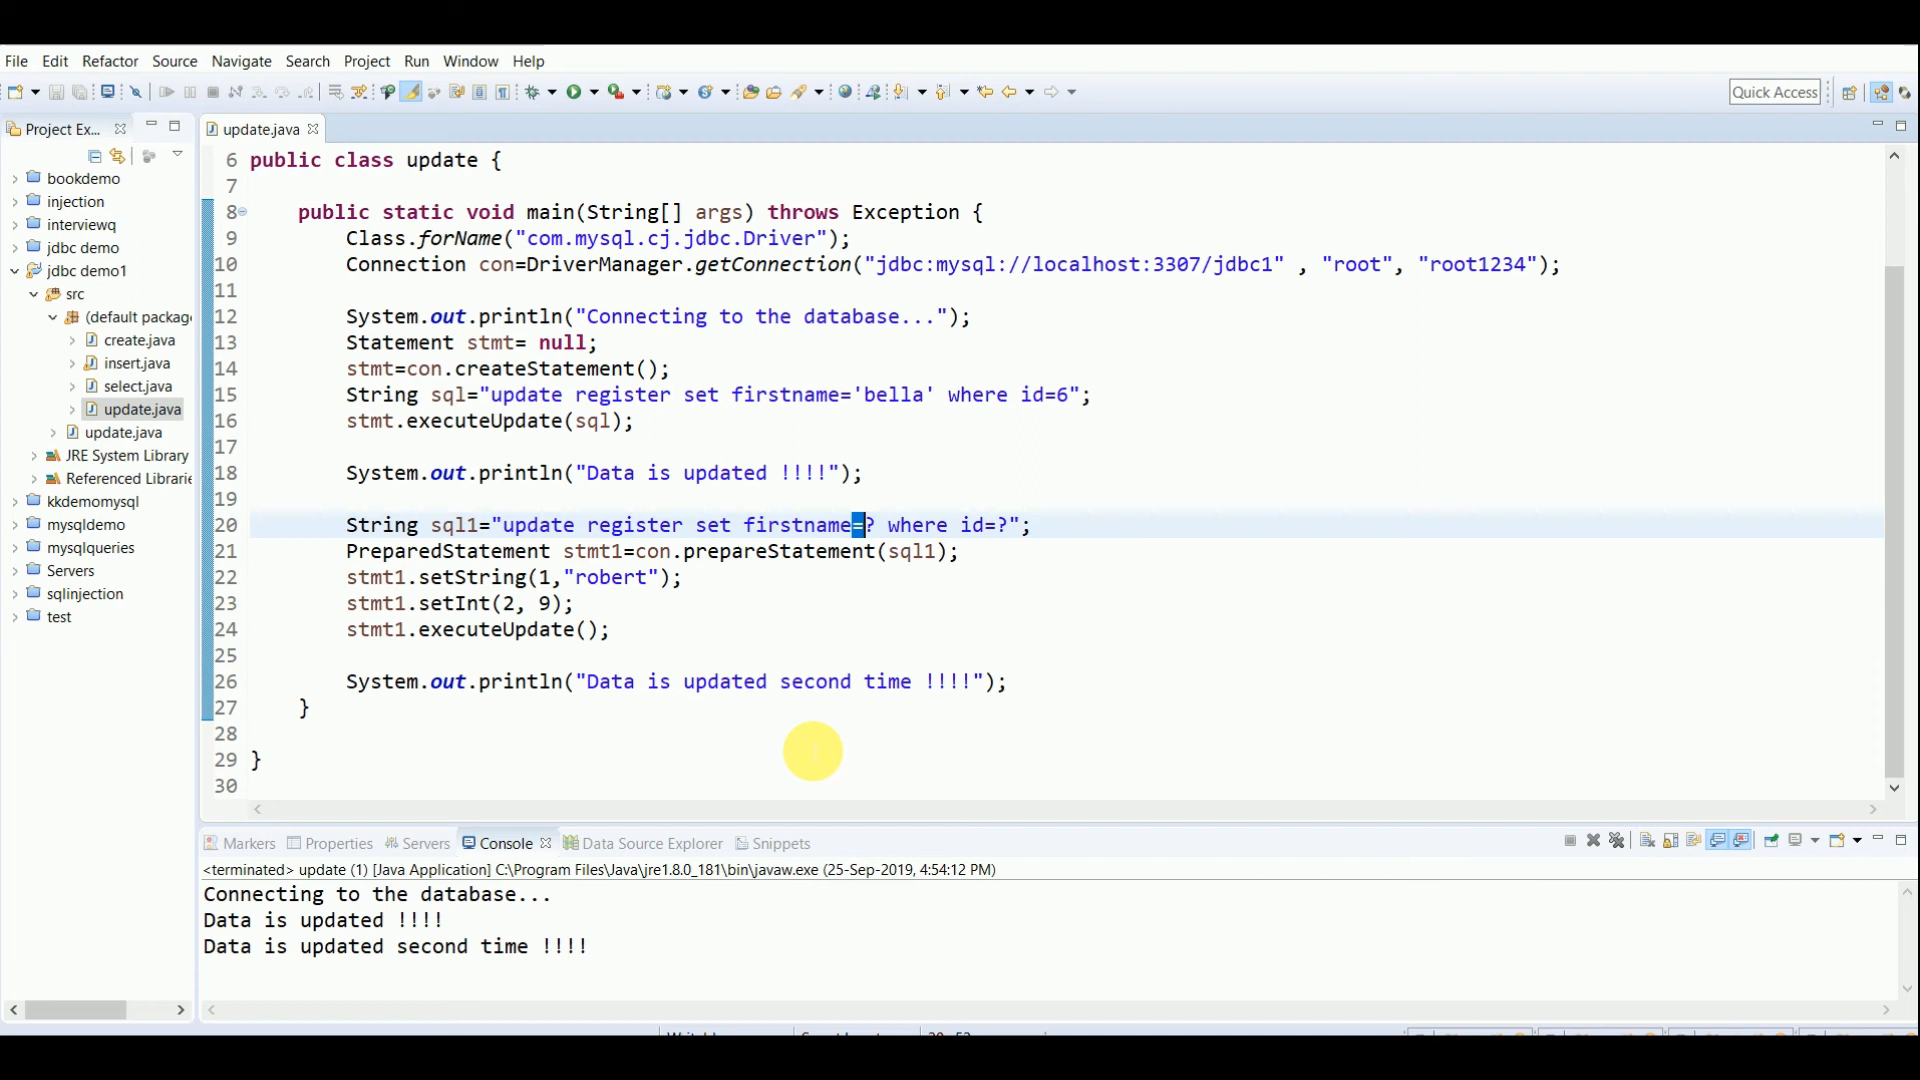 File Edit Refactor Source Navigate Search Project Run Window Help
Quick Access
Project Ex...
update.java
bookdemo
injection
interviewq
jdbc demo
jdbc demo1
src
(default package
create.java
insert.java
select.java
update.java
update.java
JRE System Library
Referenced Librarie
kkdemomysql
mysqldemo
mysqlqueries
Servers
sqlinjection
test
6 public class update {
7
8 public static void main(String[] args) throws Exception {
9 Class.forName("com.mysql.cj.jdbc.Driver");
10 Connection con=DriverManager.getConnection("jdbc:mysql://localhost:3307/jdbc1" , "root", "root1234");
11
12 System.out.println("Connecting to the database...");
13 Statement stmt= null;
14 stmt=con.createStatement();
15 String sql="update register set firstname='bella' where id=6";
16 stmt.executeUpdate(sql);
17
18 System.out.println("Data is updated !!!!");
19
20 String sql1="update register set firstname=? where id=?";
21 PreparedStatement stmt1=con.prepareStatement(sql1);
22 stmt1.setString(1,"robert");
23 stmt1.setInt(2, 9);
24 stmt1.executeUpdate();
25
26 System.out.println("Data is updated second time !!!!");
27 }
28
29 }
30
Markers Properties Servers Console Data Source Explorer Snippets
<terminated> update (1) [Java Application] C:\Program Files\Java\jre1.8.0_181\bin\javaw.exe (25-Sep-2019, 4:54:12 PM)
Connecting to the database...
Data is updated !!!!
Data is updated second time !!!!